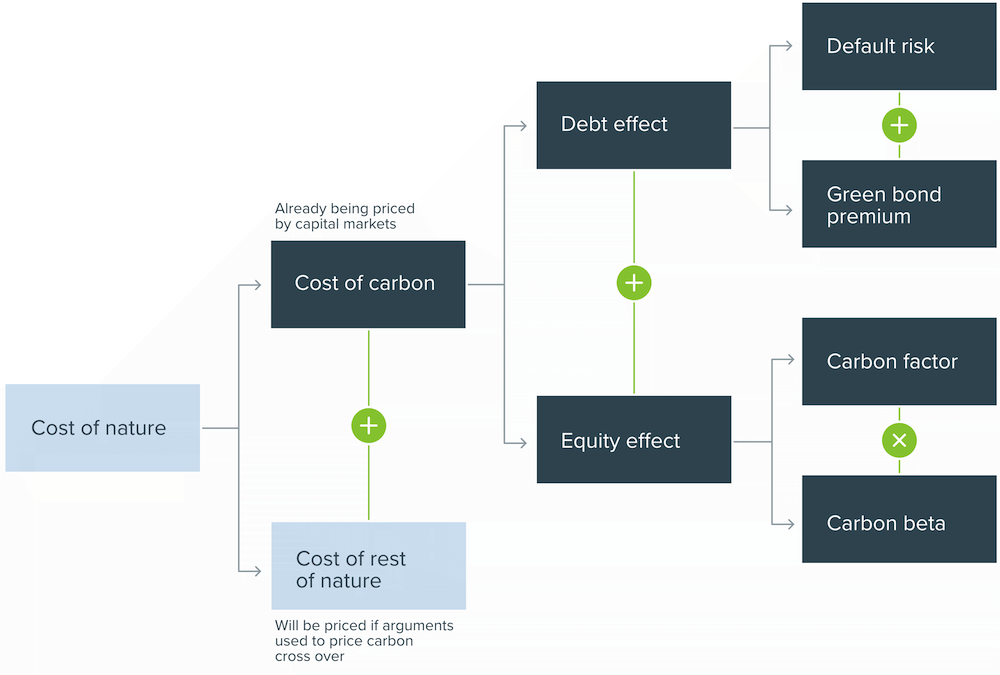 Default risk
+
Green bond
premium
Debt effect
+
Already being priced
by capital markets
Cost of carbon
Cost of nature
+
Cost of rest
of nature
Will be priced if arguments
used to price carbon
cross over
Equity effect
Carbon factor
×
Carbon beta